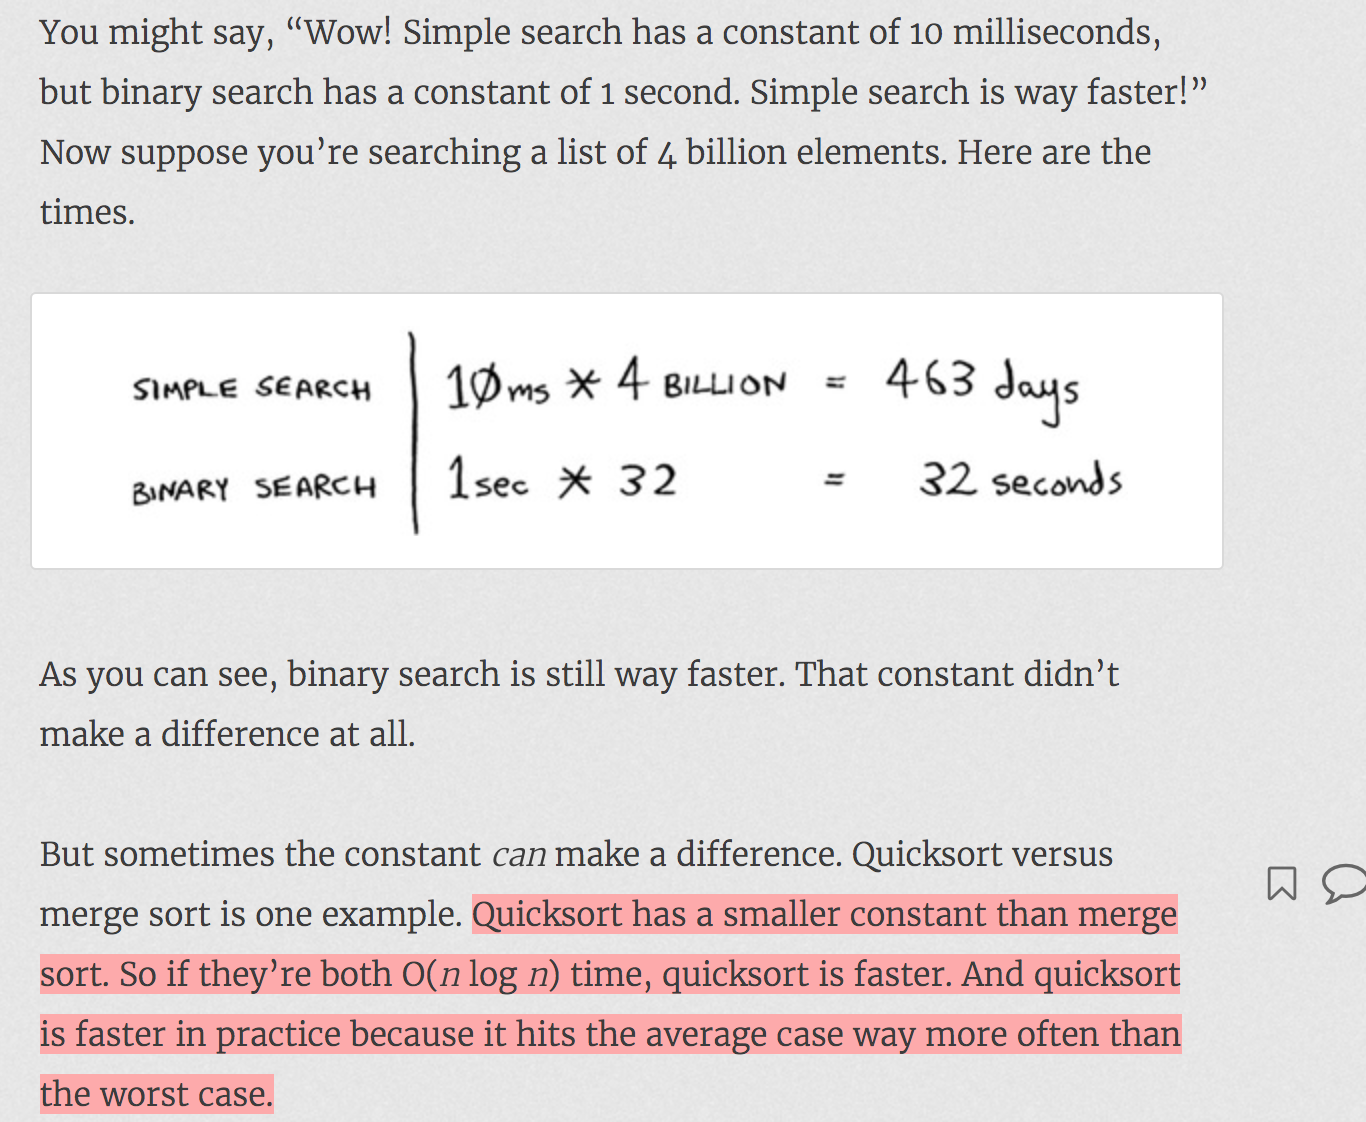 You might say, “Wow! Simple search has a constant of 10 milliseconds,
but binary search has a constant of 1 second. Simple search is way faster!”
Now suppose you’re searching a list of 4 billion elements. Here are the
times.
SIMPLE SEARCH 10ms * 4 BILLION = 463 days
BINARY SEARCH 1sec * 32 = 32 seconds
As you can see, binary search is still way faster. That constant didn’t
make a difference at all.
But sometimes the constant can make a difference. Quicksort versus
merge sort is one example. Quicksort has a smaller constant than merge
sort. So if they’re both O(n log n) time, quicksort is faster. And quicksort
is faster in practice because it hits the average case way more often than
the worst case.